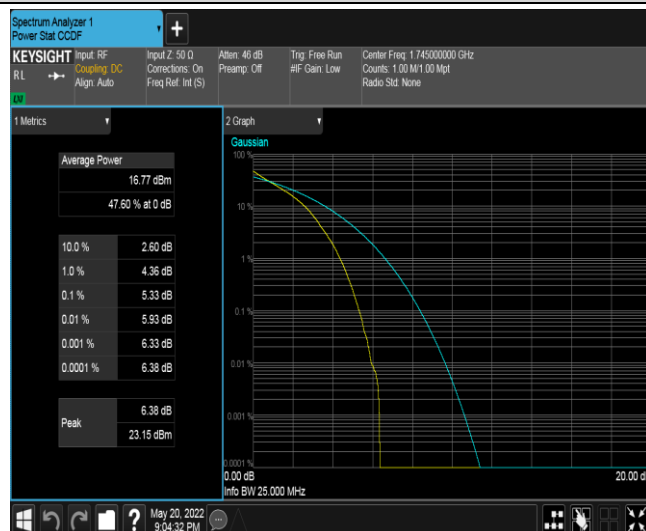 Spectrum Analyzer 1
Power Stat CCDF
+
KEYSIGHT
RL
LM
Input: RF
Coupling: DC
Align: Auto
Input Z: 50 Ω
Corrections: On
Freq Ref: Int (S)
Atten: 46 dB
Preamp: Off
Trig: Free Run
#IF Gain: Low
Center Freq: 1.745000000 GHz
Counts: 1.00 M/1.00 Mpt
Radio Std: None
1 Metrics
Average Power
16.77 dBm
47.60 % at 0 dB
10.0 % 2.60 dB
1.0 % 4.36 dB
0.1 % 5.33 dB
0.01 % 5.93 dB
0.001 % 6.33 dB
0.0001 % 6.38 dB
Peak
6.38 dB
23.15 dBm
2 Graph
Gaussian
100 %
10 %
1 %
0.1 %
0.01 %
0.001 %
0.0001 %
0.00 dB
20.00 d
Info BW 25.000 MHz
?
May 20, 2022
9:04:32 PM